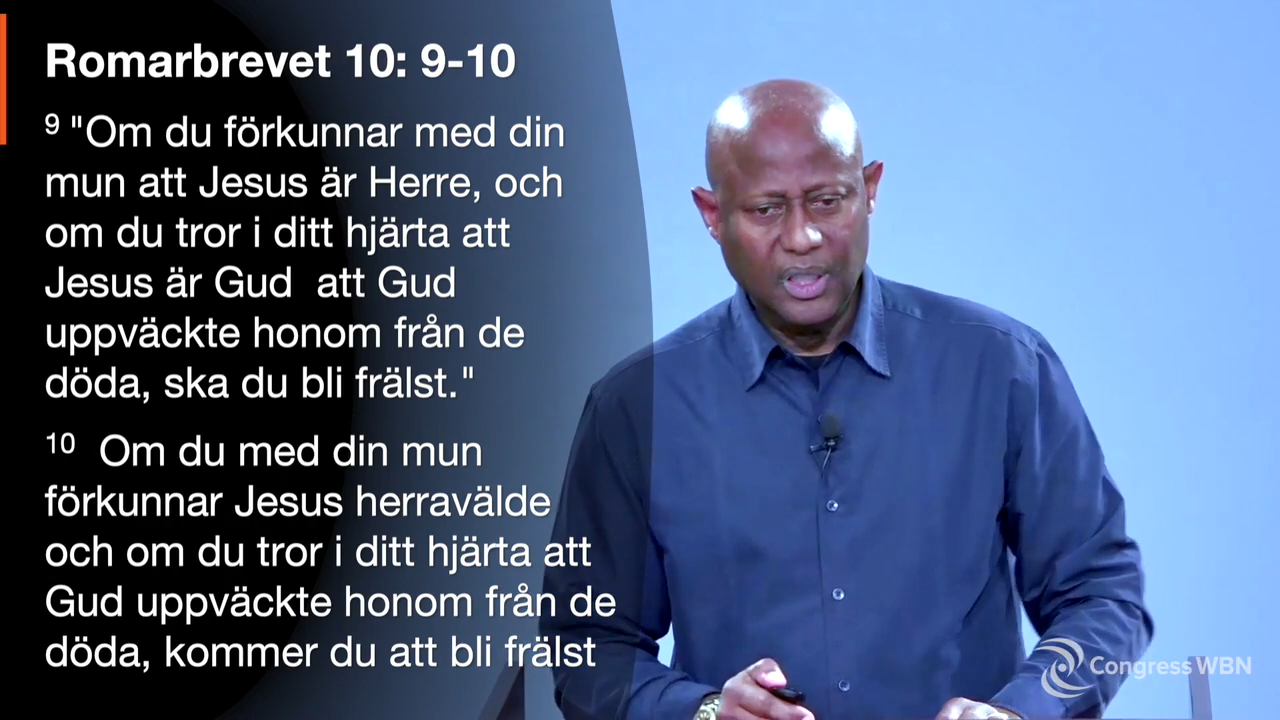 Romarbrevet 10: 9-10
9 "Om du förkunnar med din
mun att Jesus är Herre, och
om du tror i ditt hjärta att
Jesus är Gud  att Gud
uppväckte honom från de
döda, ska du bli frälst."
10  Om du med din mun
förkunnar Jesus herravälde
och om du tror i ditt hjärta att
Gud uppväckte honom från de
döda, kommer du att bli frälst
Congress WBN